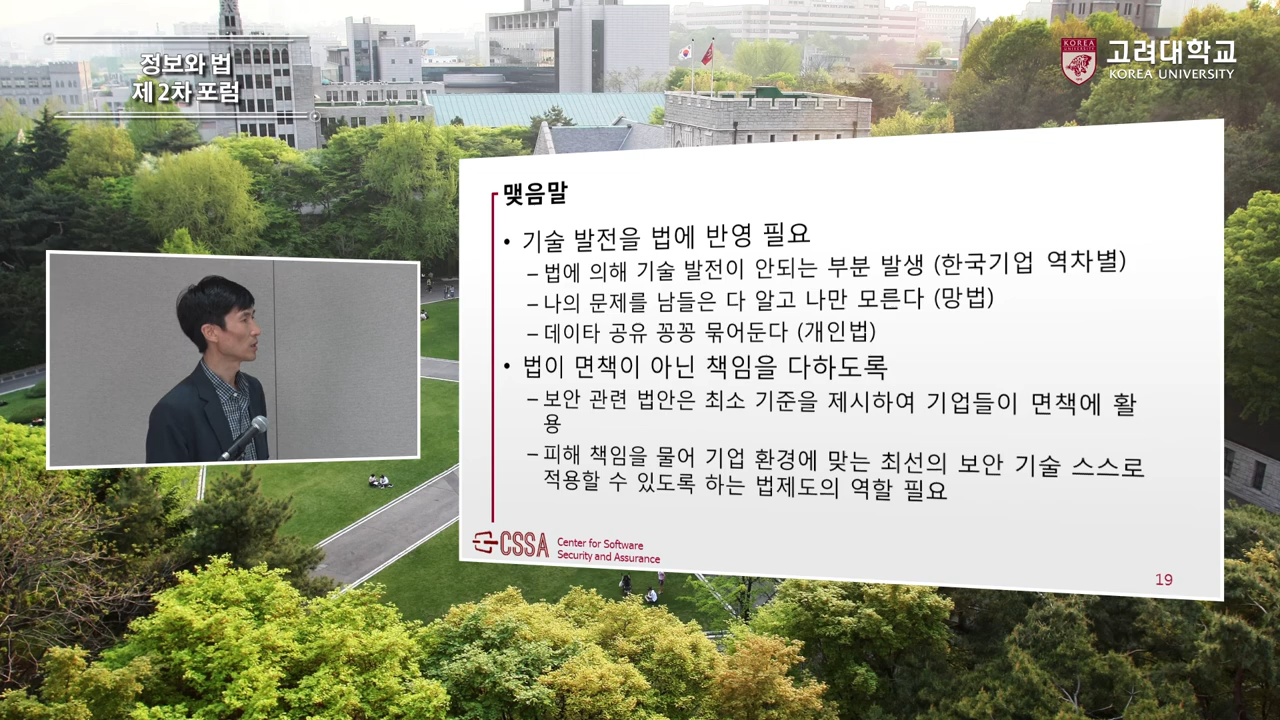 정보와 법
제 2차 포럼
고려대학교
KOREA UNIVERSITY
맺음말
• 기술 발전을 법에 반영 필요
– 법에 의해 기술 발전이 안되는 부분 발생 (한국기업 역차별)
– 나의 문제를 남들은 다 알고 나만 모른다 (망법)
– 데이타 공유 꽁꽁 묶어둔다 (개인법)
• 법이 면책이 아닌 책임을 다하도록
– 보안 관련 법안은 최소 기준을 제시하여 기업들이 면책에 활
용
– 피해 책임을 물어 기업 환경에 맞는 최선의 보안 기술 스스로
적용할 수 있도록 하는 법제도의 역할 필요
CSSA
Center for Software
Security and Assurance
19